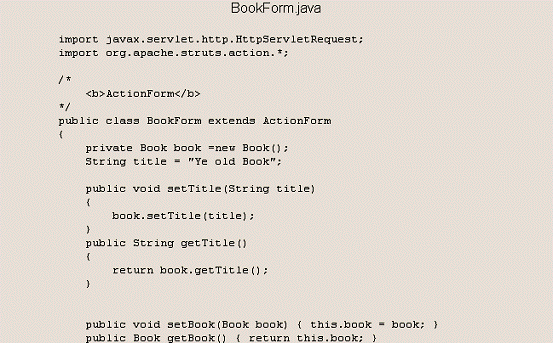 BookForm.java
import javax.servlet.http.HttpServletRequest;
import org.apache.struts.action.*;
/*
<b>ActionForm</b>
*/
public class BookForm extends ActionForm
{
private Book book =new Book();
String title = "Ye old Book";
public void setTitle(String title)
{
book.setTitle(title);
}
public String getTitle()
{
return book.getTitle();
}
public void setBook(Book book) { this.book = book; }
public Book getBook() { return this.book; }